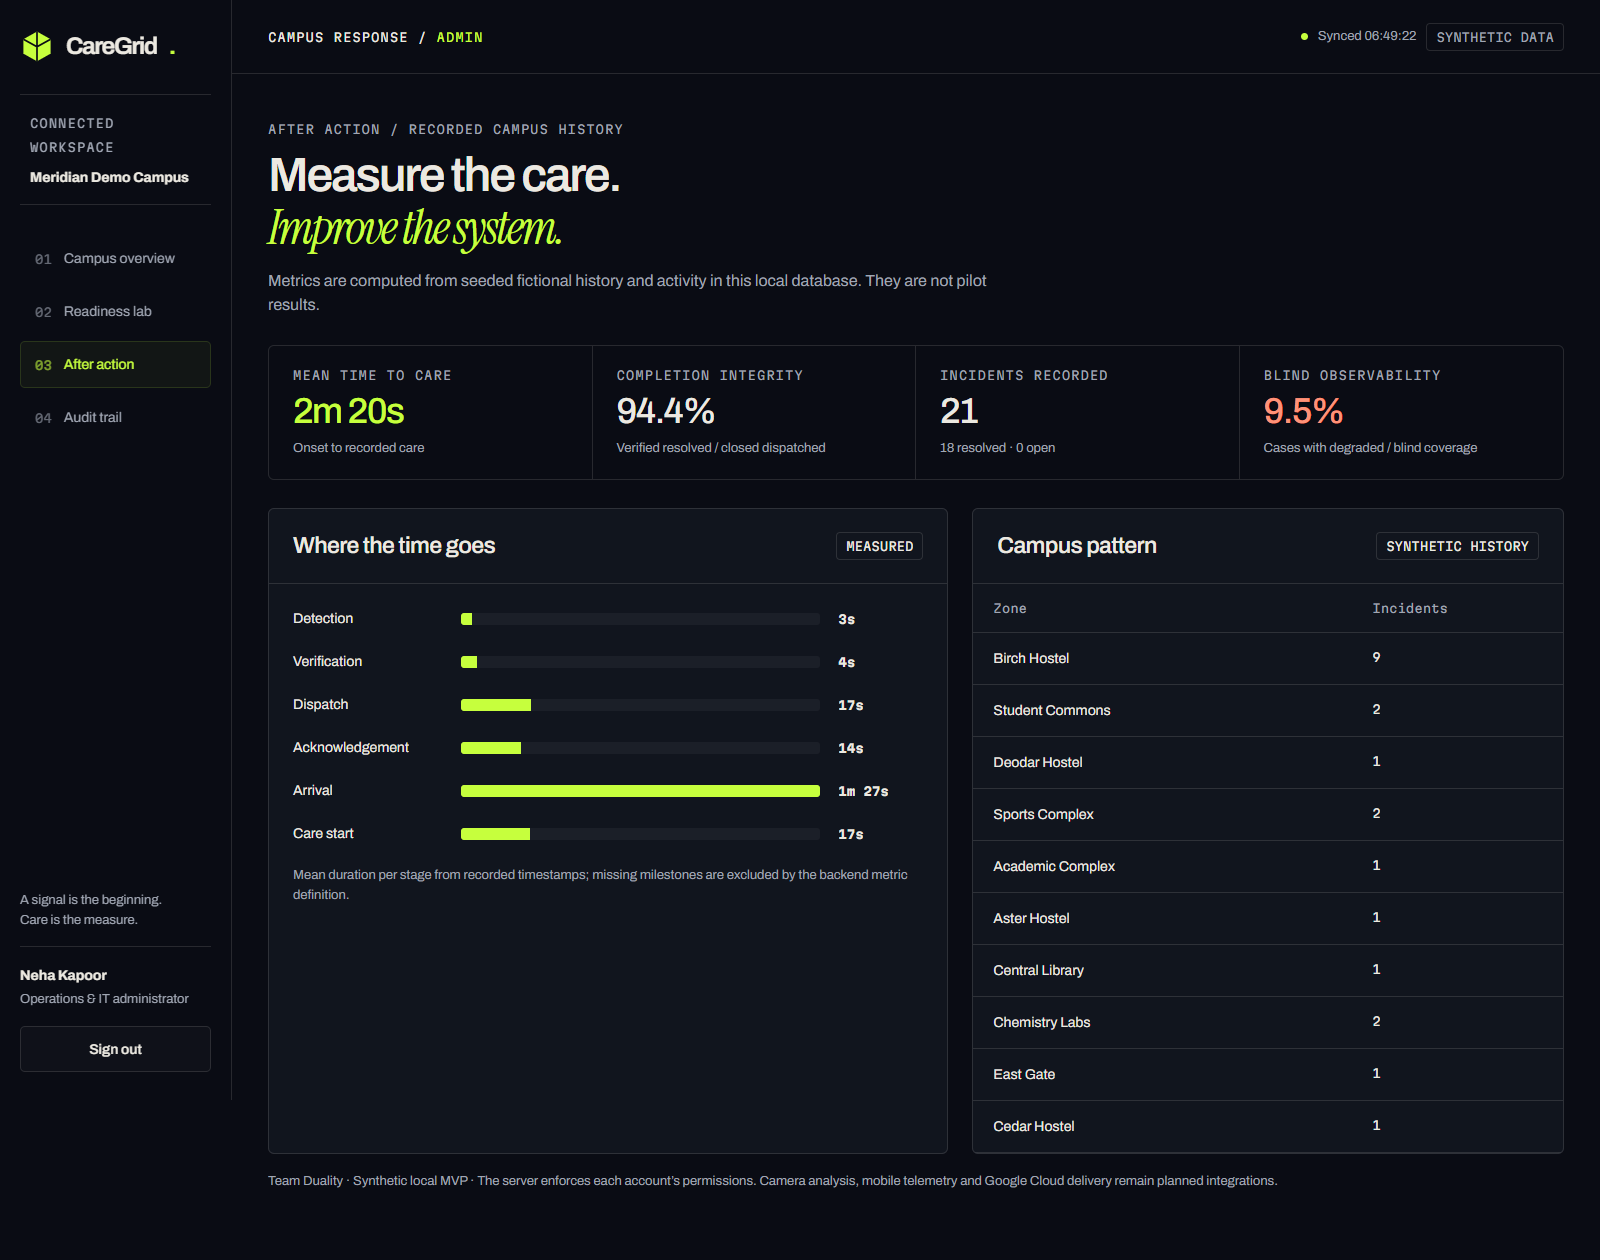 CareGrid.
CONNECTED
WORKSPACE
Meridian Demo Campus
01 Campus overview
02 Readiness lab
03 After action
04 Audit trail
A signal is the beginning.
Care is the measure.
Neha Kapoor
Operations & IT administrator
Sign out
CAMPUS RESPONSE / ADMIN
Synced 06:49:22
SYNTHETIC DATA
AFTER ACTION / RECORDED CAMPUS HISTORY
Measure the care.
Improve the system.
Metrics are computed from seeded fictional history and activity in this local database. They are not pilot
results.
MEAN TIME TO CARE
2m 20s
Onset to recorded care
COMPLETION INTEGRITY
94.4%
Verified resolved / closed dispatched
INCIDENTS RECORDED
21
18 resolved · 0 open
BLIND OBSERVABILITY
9.5%
Cases with degraded / blind coverage
Where the time goes
MEASURED
Detection 3s
Verification 4s
Dispatch 17s
Acknowledgement 14s
Arrival 1m 27s
Care start 17s
Mean duration per stage from recorded timestamps; missing milestones are excluded by the backend metric
definition.
Campus pattern
SYNTHETIC HISTORY
Zone Incidents
Birch Hostel 9
Student Commons 2
Deodar Hostel 1
Sports Complex 2
Academic Complex 1
Aster Hostel 1
Central Library 1
Chemistry Labs 2
East Gate 1
Cedar Hostel 1
Team Duality · Synthetic local MVP · The server enforces each account's permissions. Camera analysis, mobile telemetry and Google Cloud delivery remain planned integrations.